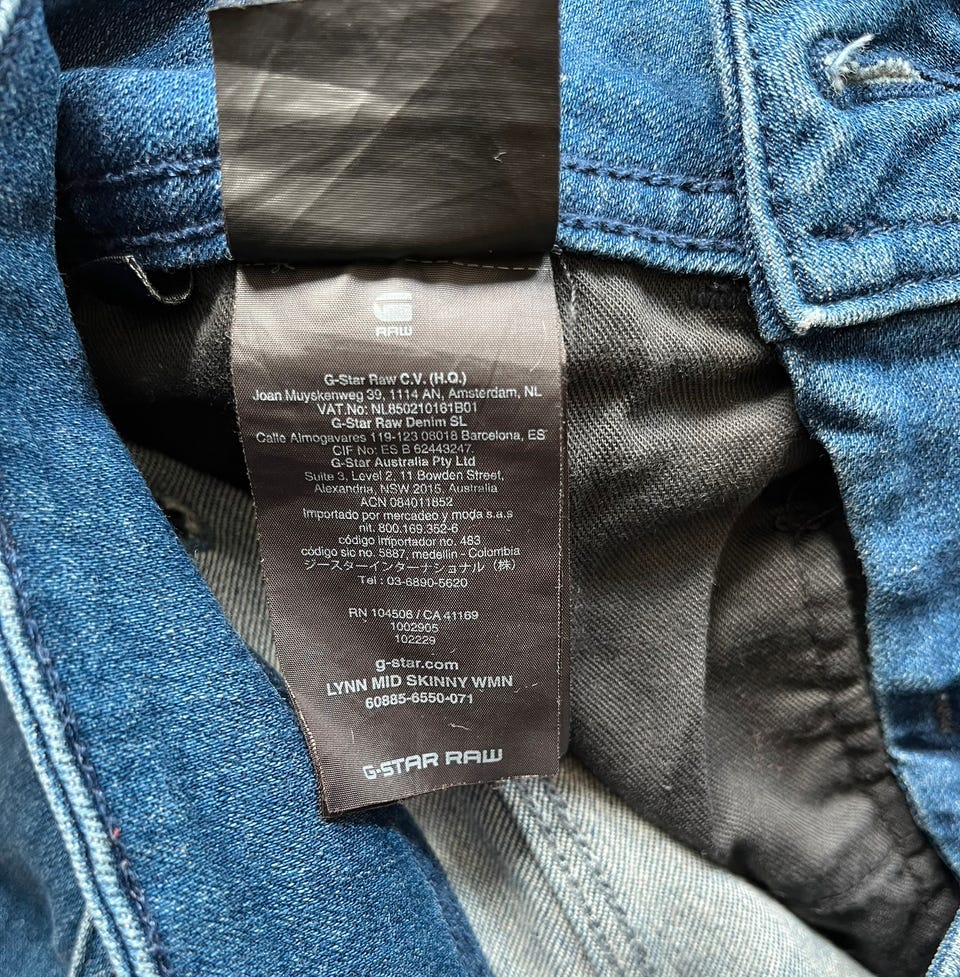 RAW
G-Star Raw C.V. (H.Q.)
Joan Muyskenweg 39, 1114 AN, Amsterdam, NL
VAT.No: NL850210161B01
G-Star Raw Denim SL
Calle Almogavares 119-123 08018 Barcelona, ES
CIF No: ES B 62443247.
G-Star Australia Pty Ltd
Suite 3, Level 2, 11 Bowden Street,
Alexandria, NSW 2015, Australia
ACN 084011852
Importado por mercadeo y moda s.a.s
nit. 800.169.352-6
código importador no. 483
código sic no. 5887, medellin - Colombia
ジースターインターナショナル（株）
Tel : 03-6890-5620
RN 104506 / CA 41169
1002905
102229
g-star.com
LYNN MID SKINNY WMN
60885-6550-071
G-STAR RAW